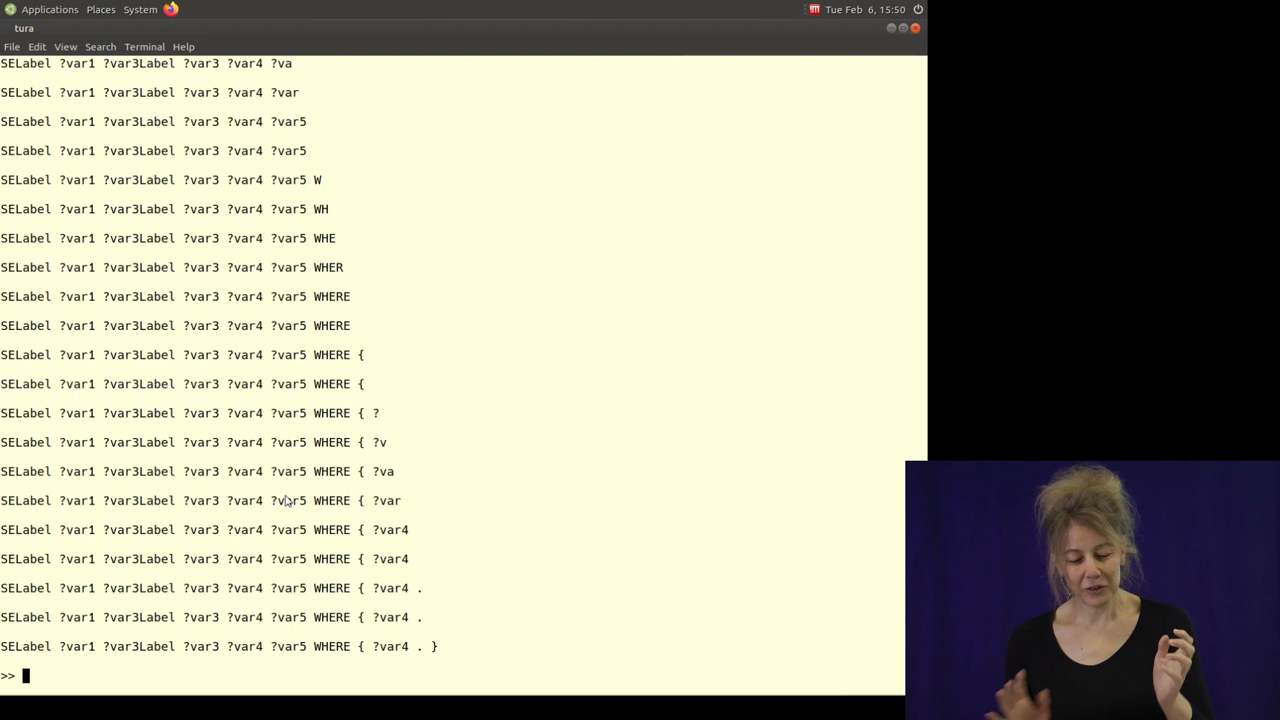 Applications Places System Tue Feb 6, 15:50
tura
File Edit View Search Terminal Help
SELabel ?var1 ?var3Label ?var3 ?var4 ?va
SELabel ?var1 ?var3Label ?var3 ?var4 ?var
SELabel ?var1 ?var3Label ?var3 ?var4 ?var5
SELabel ?var1 ?var3Label ?var3 ?var4 ?var5
SELabel ?var1 ?var3Label ?var3 ?var4 ?var5 W
SELabel ?var1 ?var3Label ?var3 ?var4 ?var5 WH
SELabel ?var1 ?var3Label ?var3 ?var4 ?var5 WHE
SELabel ?var1 ?var3Label ?var3 ?var4 ?var5 WHER
SELabel ?var1 ?var3Label ?var3 ?var4 ?var5 WHERE
SELabel ?var1 ?var3Label ?var3 ?var4 ?var5 WHERE
SELabel ?var1 ?var3Label ?var3 ?var4 ?var5 WHERE {
SELabel ?var1 ?var3Label ?var3 ?var4 ?var5 WHERE {
SELabel ?var1 ?var3Label ?var3 ?var4 ?var5 WHERE { ?
SELabel ?var1 ?var3Label ?var3 ?var4 ?var5 WHERE { ?v
SELabel ?var1 ?var3Label ?var3 ?var4 ?var5 WHERE { ?va
SELabel ?var1 ?var3Label ?var3 ?var4 ?var5 WHERE { ?var
SELabel ?var1 ?var3Label ?var3 ?var4 ?var5 WHERE { ?var4
SELabel ?var1 ?var3Label ?var3 ?var4 ?var5 WHERE { ?var4
SELabel ?var1 ?var3Label ?var3 ?var4 ?var5 WHERE { ?var4 .
SELabel ?var1 ?var3Label ?var3 ?var4 ?var5 WHERE { ?var4 .
SELabel ?var1 ?var3Label ?var3 ?var4 ?var5 WHERE { ?var4 . }
>>